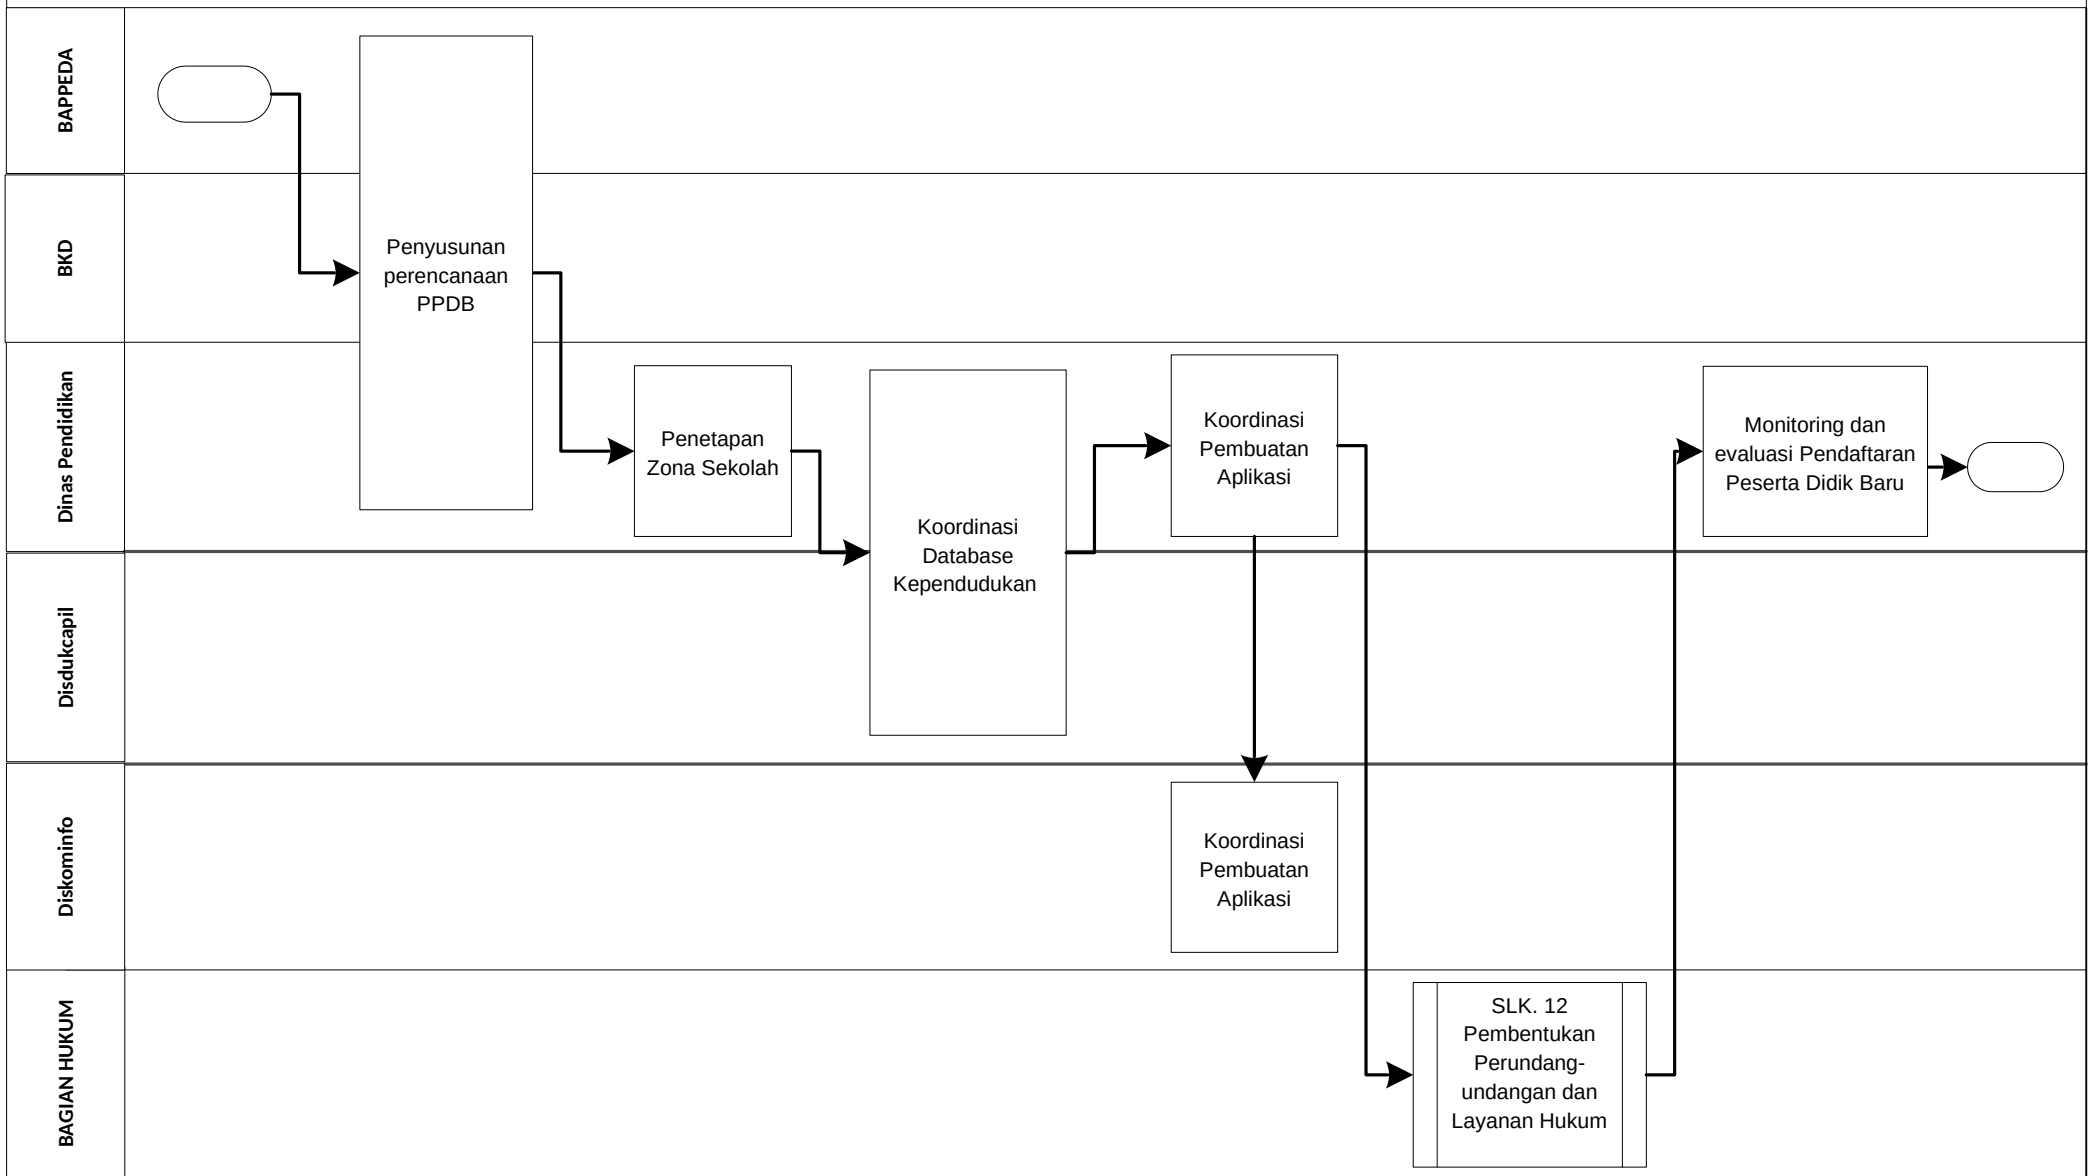 BAPPEDA
BKD
Penyusunan
perencanaan
PPDB
Dinas Pendidikan
Penetapan
Zona Sekolah
Koordinasi
Database
Kependudukan
Koordinasi
Pembuatan
Aplikasi
Monitoring dan
evaluasi Pendaftaran
Peserta Didik Baru
Disdukcapil
Diskominfo
Koordinasi
Pembuatan
Aplikasi
BAGIAN HUKUM
SLK. 12
Pembentukan
Perundang-
undangan dan
Layanan Hukum